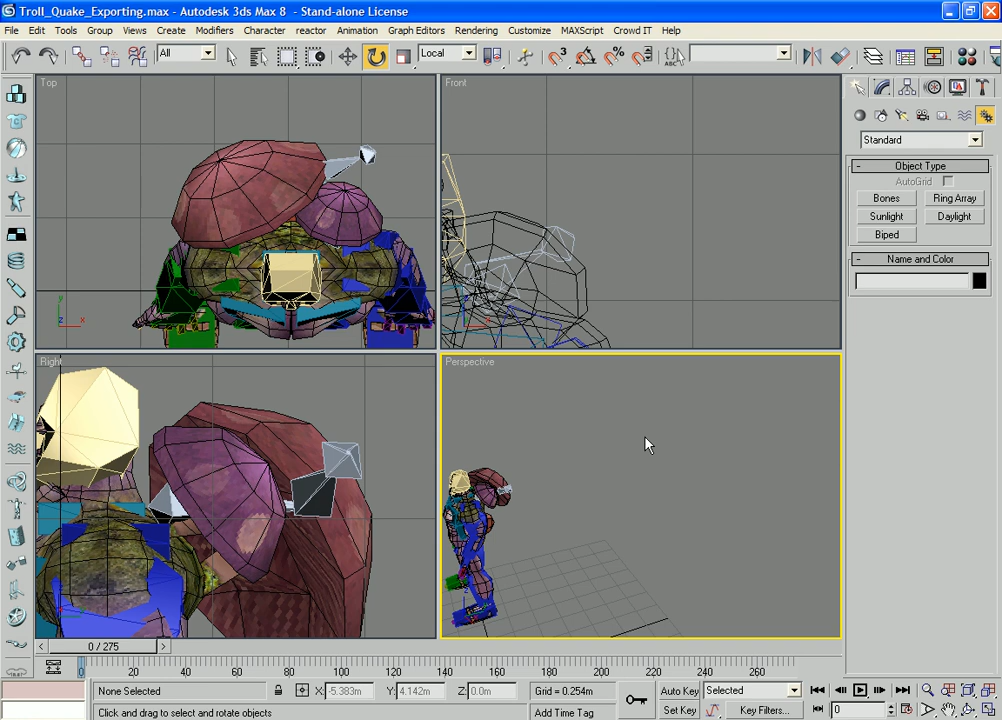 Troll_Quake_Exporting.max - Autodesk 3ds Max 8 - Stand-alone License
File Edit Tools Group Views Create Modifiers Character reactor Animation Graph Editors Rendering Customize MAXScript Crowd IT Help
All Local
Top
Front
Right
Perspective
Standard
- Object Type
AutoGrid
Bones Ring Array
Sunlight Daylight
Biped
- Name and Color
y
z x
< 0 / 275 >
0 20 40 60 80 100 120 140 160 180 200 220 240 260
None Selected X: -5.383m Y: 4.142m Z: 0.0m Grid = 0.254m Auto Key Selected
Click and drag to select and rotate objects Add Time Tag Set Key Key Filters... 0